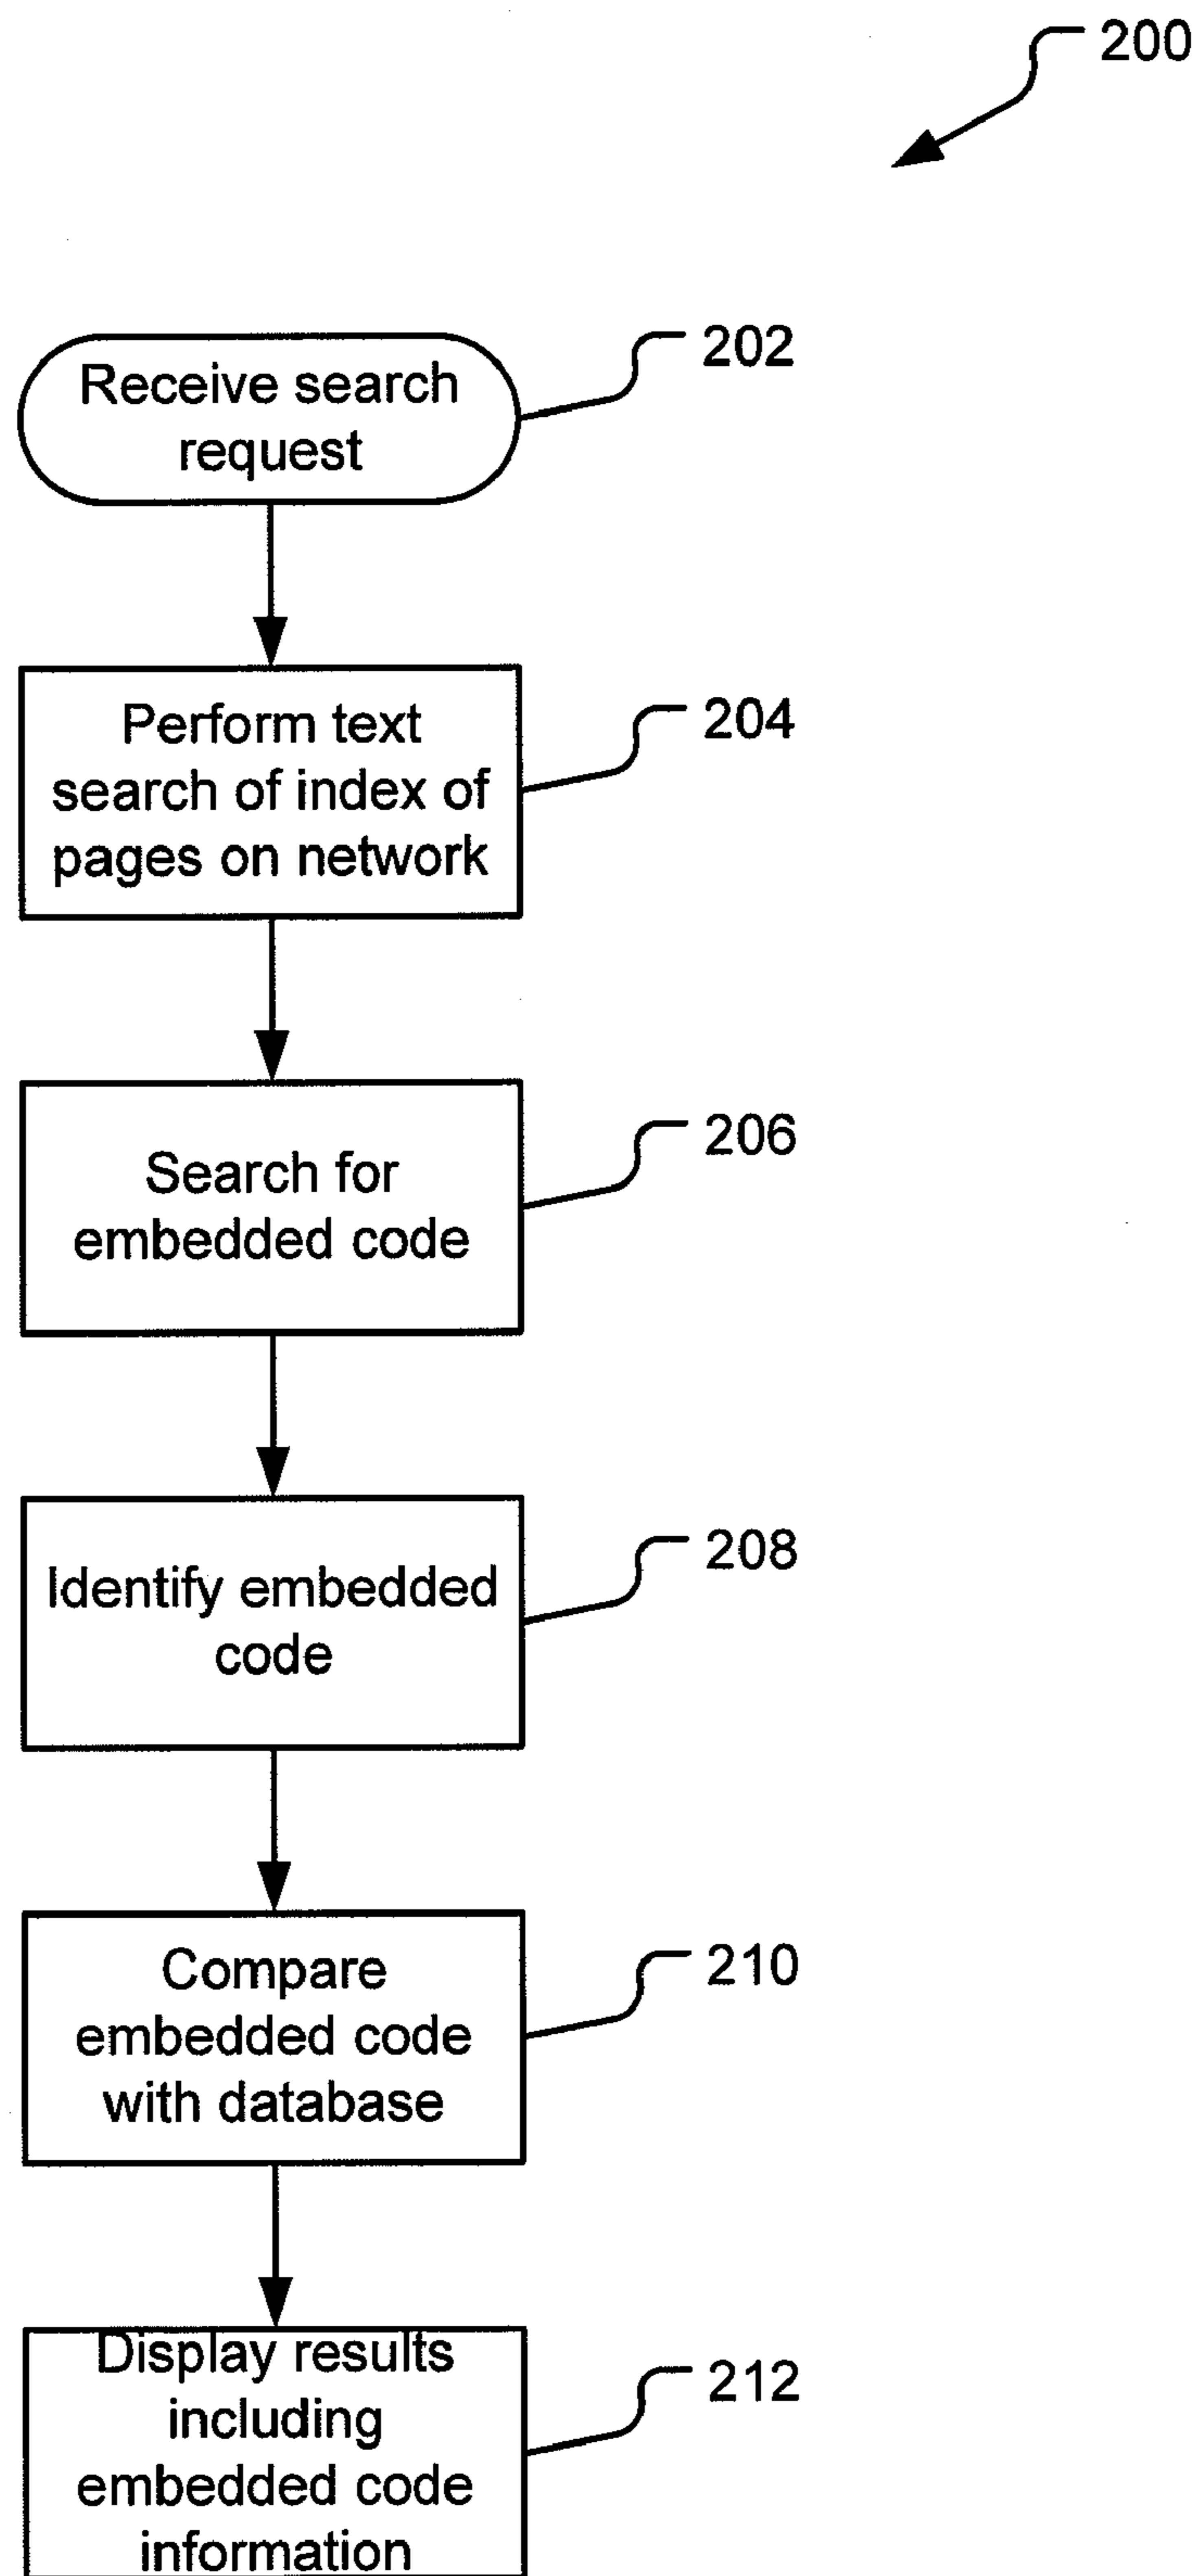 200
Receive search
request
202
Perform text
search of index of
pages on network
204
Search for
embedded code
206
Identify embedded
code
208
Compare
embedded code
with database
210
Display results
including
embedded code
information
212